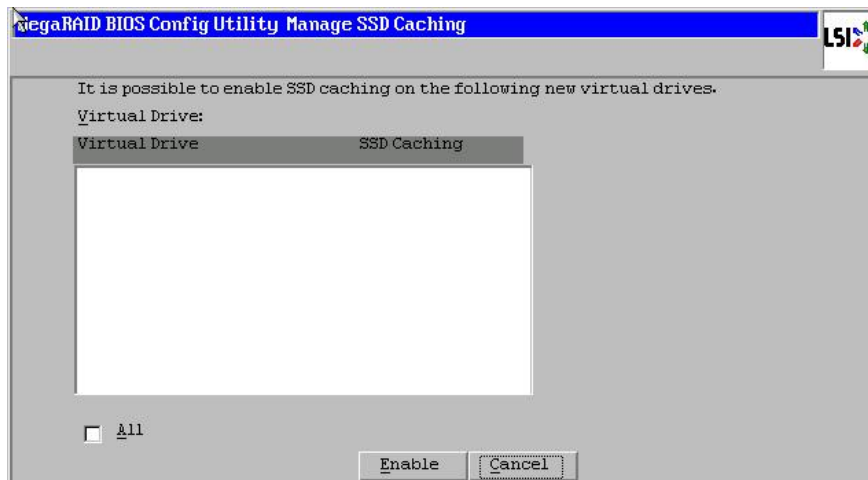 egaRAID BIOS Config Utility Manage SSD Caching
LSI
It is possible to enable SSD caching on the following new virtual drives.
Virtual Drive:
Virtual Drive SSD Caching
All
Enable Cancel